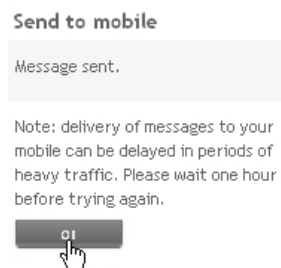 Send to mobile
Message sent.
Note: delivery of messages to your
mobile can be delayed in periods of
heavy traffic. Please wait one hour
before trying again.